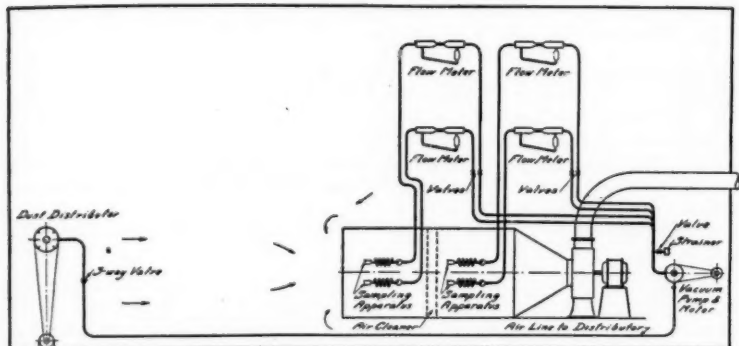 Flow Meter
Flow Meter
Flow Meter
Flow Meter
Valves
Valves
Dust Distributor
3-way Valve
Valve
Strainer
Sampling
Apparatus
Sampling
Apparatus
Vacuum
Pump &
Motor
Air Cleaner
Air Line to Distributor